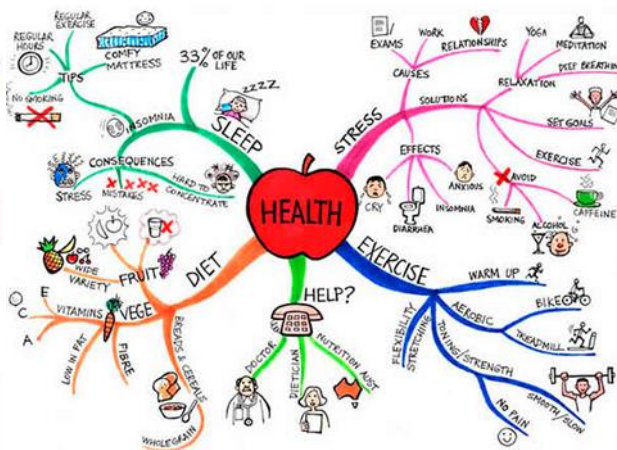 HEALTH
SLEEP
33% OF OUR
LIFE
ZZZZ
INSOMNIA
TIPS
REGULAR
EXERCISE
REGULAR
HOURS
COMFY
MATTRESS
NO SMOKING
CONSEQUENCES
STRESS
MISTAKES
HARD TO
CONCENTRATE
STRESS
CAUSES
EXAMS
WORK
RELATIONSHIPS
SOLUTIONS
RELAXATION
YOGA
MEDITATION
DEEP BREATHING
SET GOALS
EXERCISE
AVOID
SMOKING
ALCOHOL
CAFFEINE
EFFECTS
CRY
DIARRHEA
INSOMNIA
ANXIOUS
EXERCISE
WARM UP
AEROBIC
BIKE
TREADMILL
TONING/STRENGTH
SMOOTH/SLOW
NO PAIN
FLEXIBILITY
STRETCHING
HELP?
DOCTOR
DIETICIAN
NUTRITION AUST
DIET
FRUIT
WIDE
VARIETY
VEGE
VITAMINS
E
C
A
LOW IN FAT
FIBRE
BREADS & CEREALS
WHOLEGRAIN